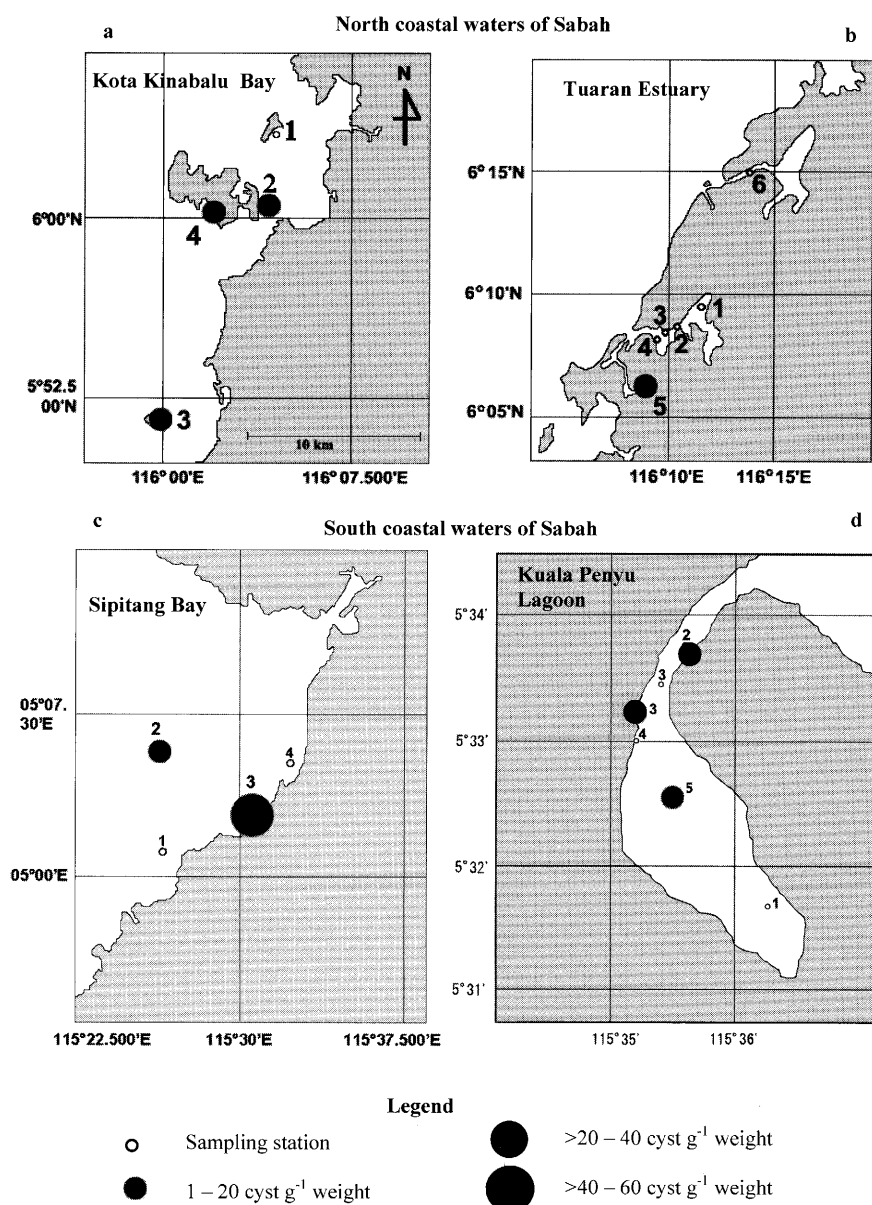 North coastal waters of Sabah
a
b
Kota Kinabalu Bay
N
1
2
4
3
6°00'N
5°52.5
00'N
10 km
116°00'E
116°07.500'E
Tuaran Estuary
6°15'N
6
6°10'N
3
1
4
2
5
6°05'N
116°10'E
116°15'E
South coastal waters of Sabah
c
d
Sipitang Bay
05°07.
30'E
2
4
3
1
05°00'E
115°22.500'E
115°30'E
115°37.500'E
Kuala Penyu
Lagoon
5°34'
2
3
3
5°33'
4
5
5°32'
1
5°31'
115°35'
115°36'
Legend
Sampling station
1 – 20 cyst g⁻¹ weight
>20 – 40 cyst g⁻¹ weight
>40 – 60 cyst g⁻¹ weight